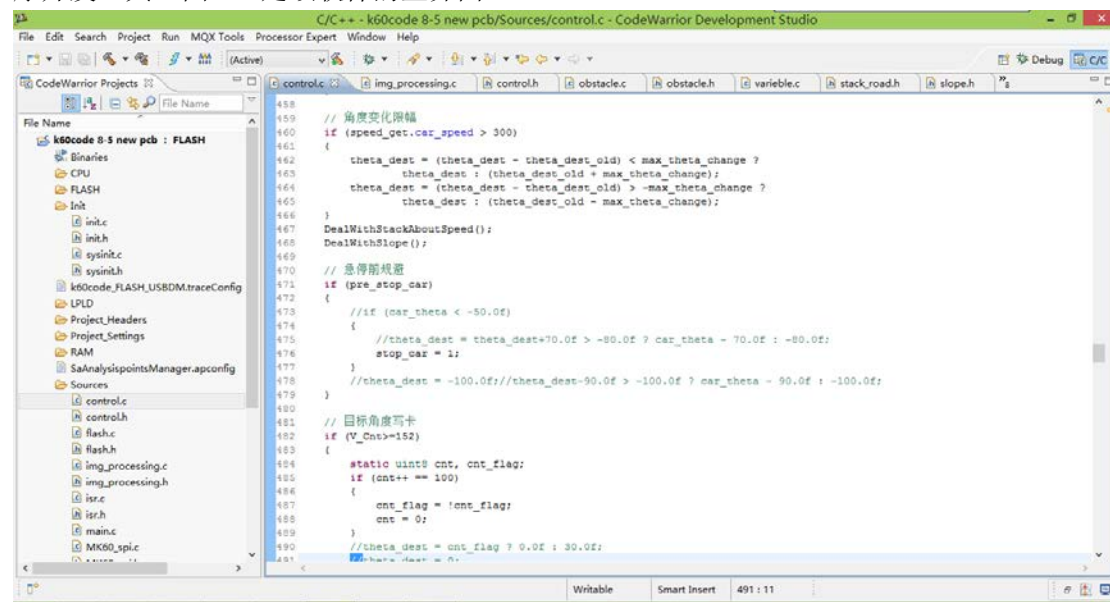 C/C++ - k60code 8-5 new pcb/Sources/control.c - CodeWarrior Development Studio
File Edit Search Project Run MQX Tools Processor Expert Window Help
(Active)
Debug C/C
CodeWarrior Projects
control.c img_processing.c control.h obstacle.c obstacle.h varieble.c stack_road.h slope.h
File Name
File Name
k60code 8-5 new pcb : FLASH
Binaries
CPU
FLASH
Init
init.c
init.h
sysinit.c
sysinit.h
k60code_FLASH_USBDM.traceConfig
LPLD
Project_Headers
Project_Settings
RAM
SaAnalysispointsManager.apconfig
Sources
control.c
control.h
flash.c
flash.h
img_processing.c
img_processing.h
isr.c
isr.h
main.c
MK60_spi.c
458
459 // 角度变化限幅
460 if (speed_get.car_speed > 300)
461 {
462 theta_dest = (theta_dest - theta_dest_old) < max_theta_change ?
463 theta_dest : (theta_dest_old + max_theta_change);
464 theta_dest = (theta_dest - theta_dest_old) > -max_theta_change ?
465 theta_dest : (theta_dest_old - max_theta_change);
466 }
467 DealWithStackAboutSpeed();
468 DealWithSlope();
469
470 // 急停前规避
471 if (pre_stop_car)
472 {
473 //if (car_theta < -50.0f)
474 {
475 //theta_dest = theta_dest+70.0f > -80.0f ? car_theta - 70.0f : -80.0f;
476 stop_car = 1;
477 }
478 //theta_dest = -100.0f;//theta_dest-90.0f > -100.0f ? car_theta - 90.0f : -100.0f;
479 }
480
481 // 目标角度写卡
482 if (V_Cnt>=152)
483 {
484 static uint8 cnt, cnt_flag;
485 if (cnt++ == 100)
486 {
487 cnt_flag = !cnt_flag;
488 cnt = 0;
489 }
490 //theta_dest = cnt_flag ? 0.0f : 30.0f;
491 //theta_dest = 0;
Writable Smart Insert 491 : 11